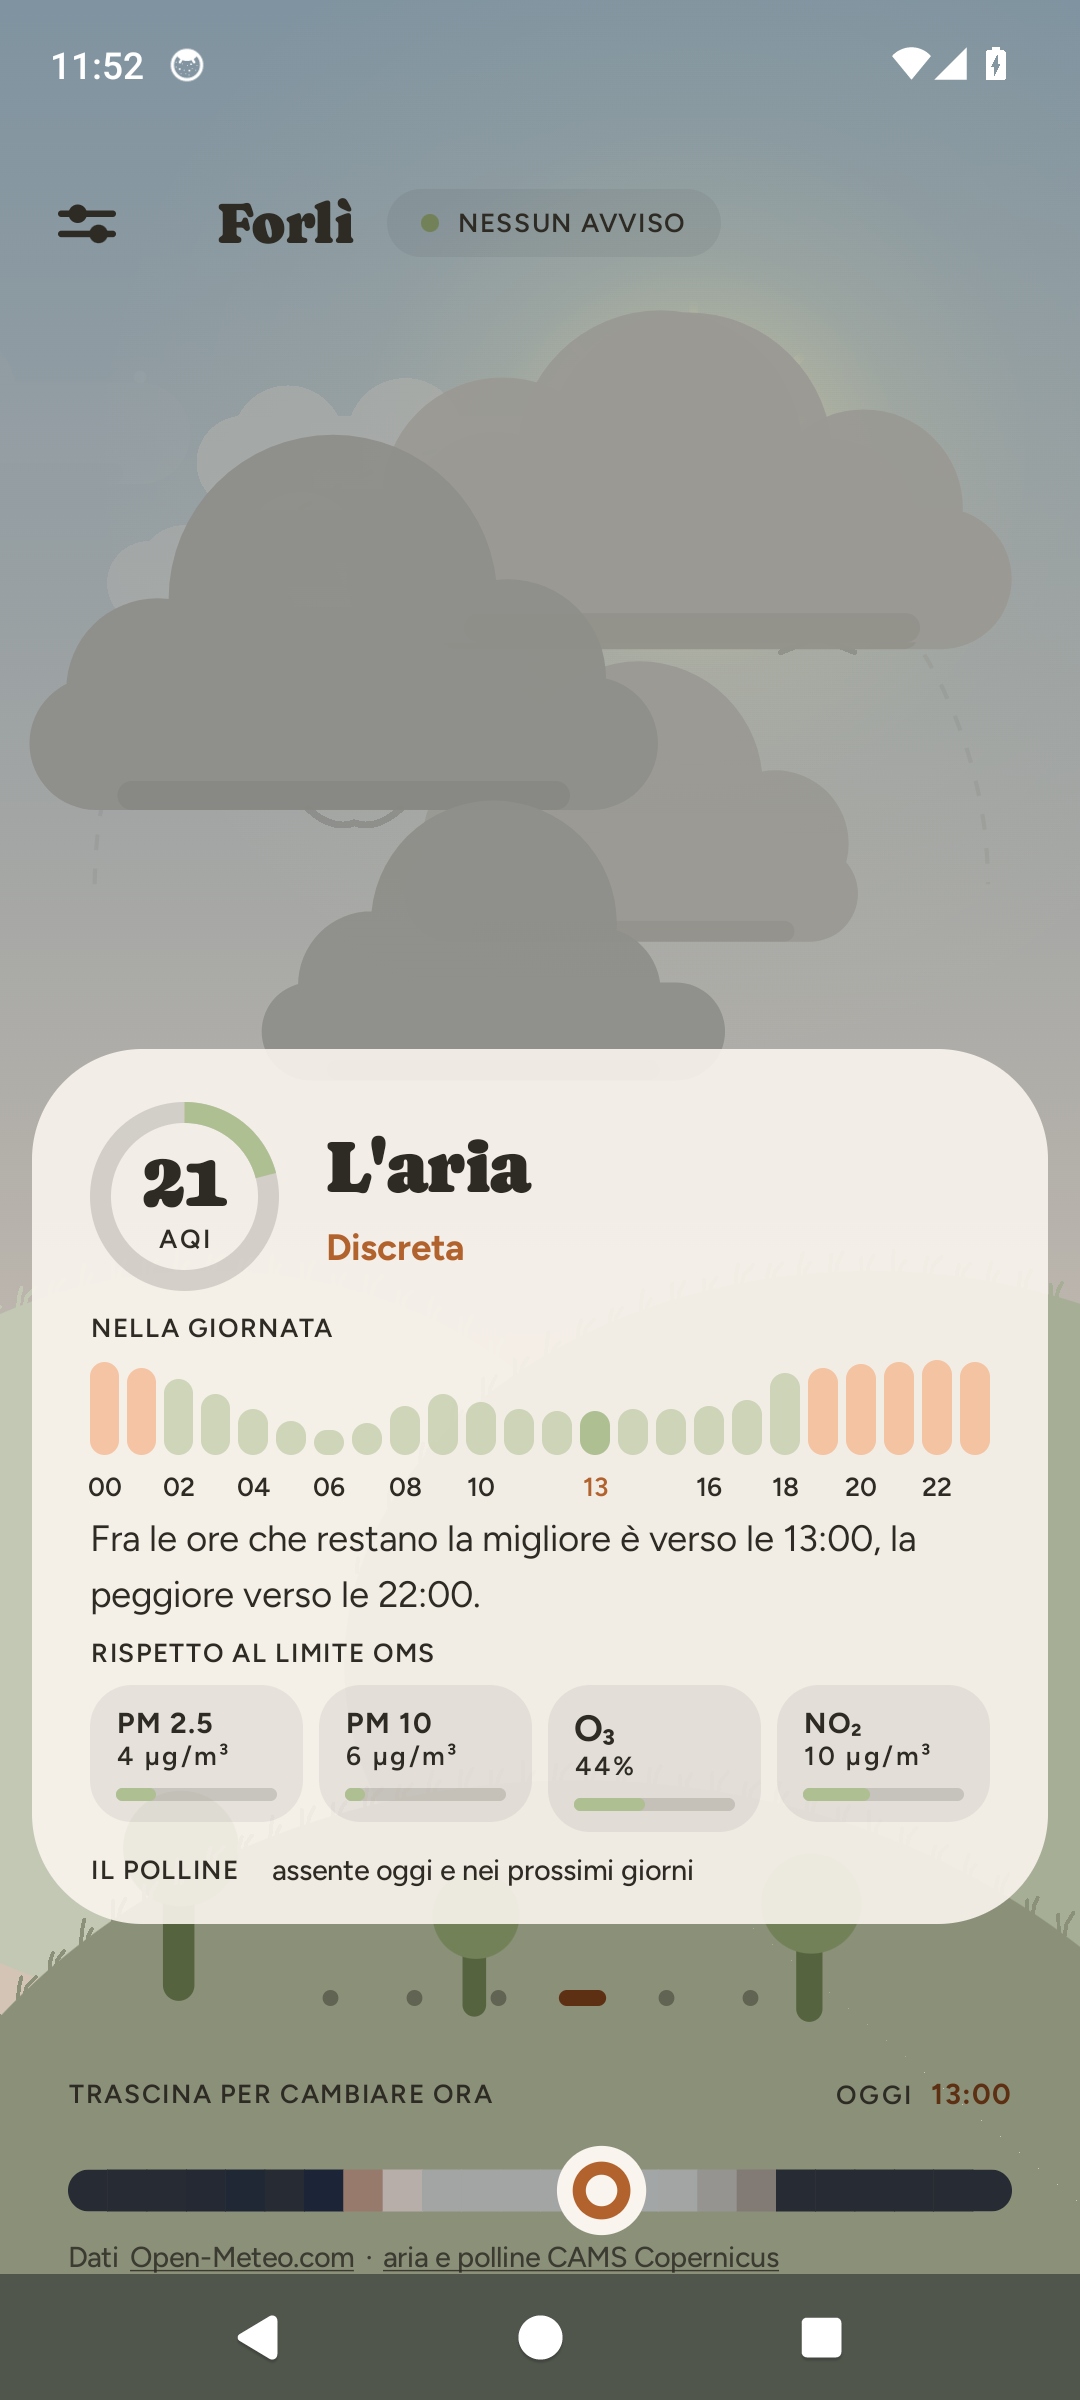 11:52
Forlì
NESSUN AVVISO
21
AQI
L'aria
Discreta
NELLA GIORNATA
00 02 04 06 08 10 13 16 18 20 22
Fra le ore che restano la migliore è verso le 13:00, la
peggiore verso le 22:00.
RISPETTO AL LIMITE OMS
PM 2.5
4 µg/m³
PM 10
6 µg/m³
O₃
44%
NO₂
10 µg/m³
IL POLLINE assente oggi e nei prossimi giorni
TRASCINA PER CAMBIARE ORA
OGGI 13:00
Dati Open-Meteo.com · aria e polline CAMS Copernicus